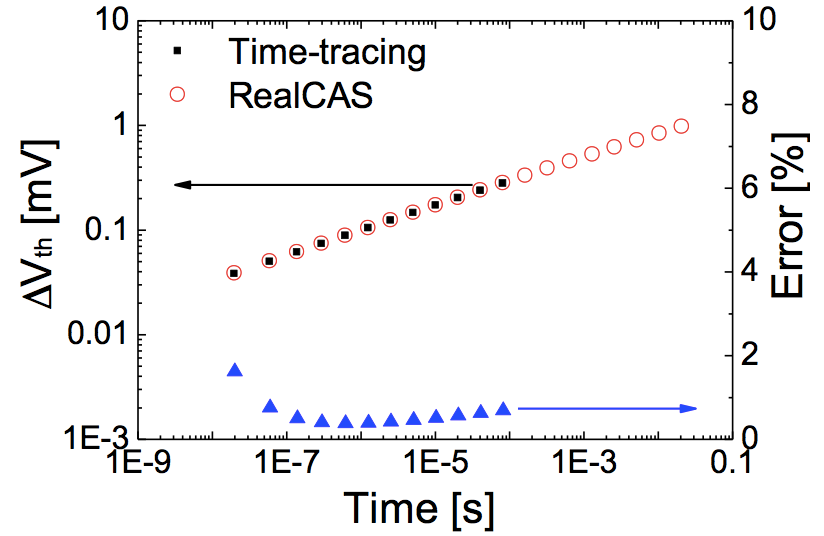 10
1
0.1
0.01
1E-3
ΔVth [mV]
Time-tracing
RealCAS
10
8
6
4
2
0
Error [%]
1E-9
1E-7
1E-5
1E-3
0.1
Time [s]